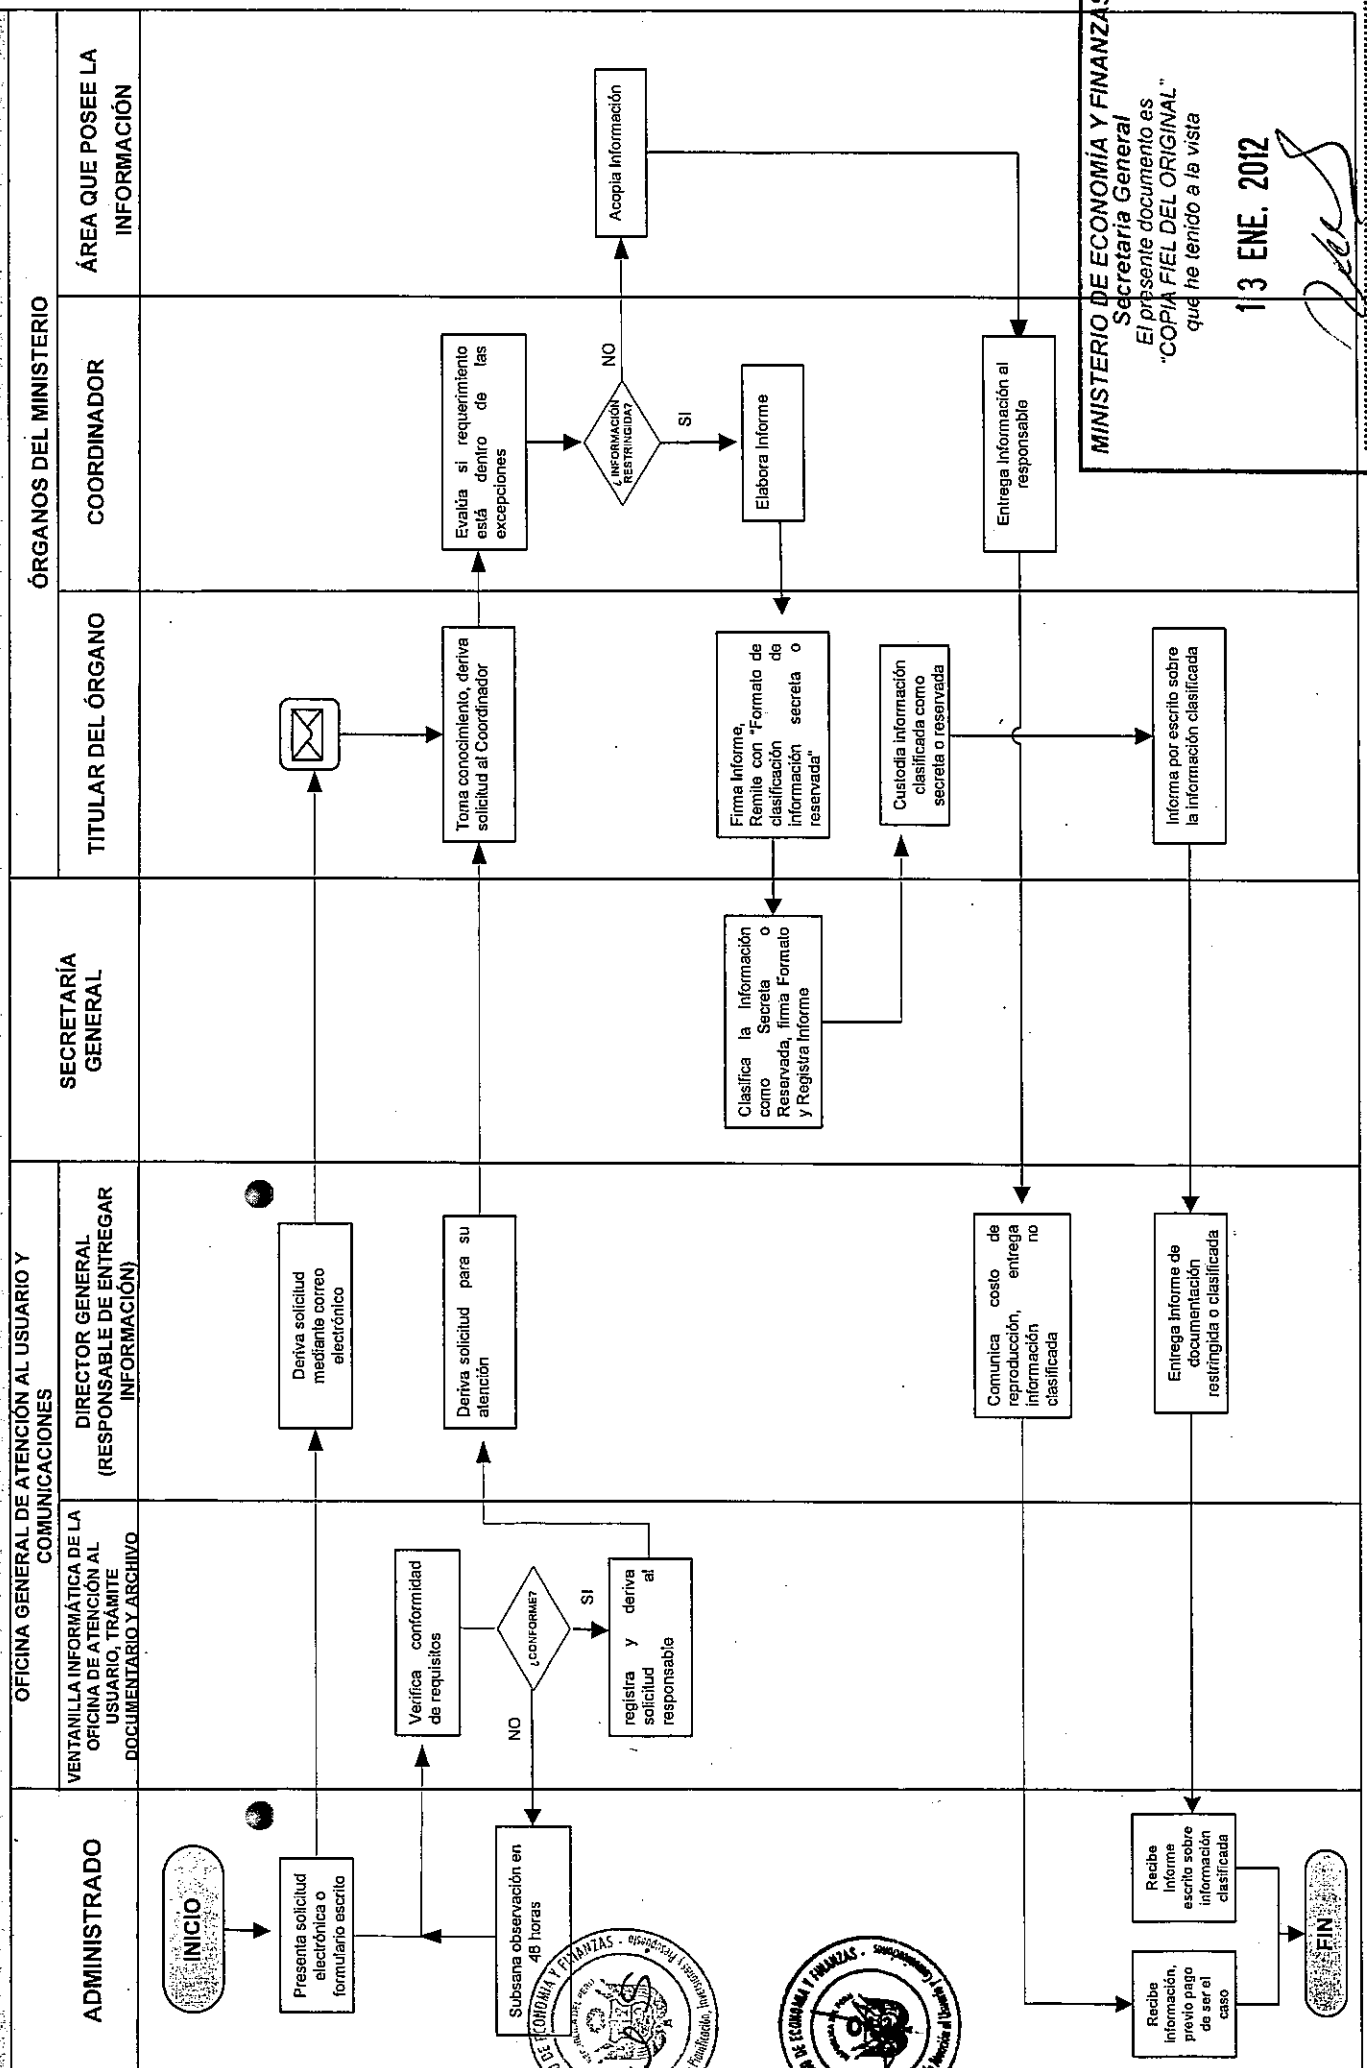 OFICINA GENERAL DE ATENCIÓN AL USUARIO Y
COMUNICACIONES
ÓRGANOS DEL MINISTERIO
ADMINISTRADO
VENTANILLA INFORMÁTICA DE LA
OFICINA DE ATENCIÓN AL
USUARIO, TRÁMITE
DOCUMENTARIO Y ARCHIVO
DIRECTOR GENERAL
(RESPONSABLE DE ENTREGAR
INFORMACIÓN)
SECRETARÍA
GENERAL
TITULAR DEL ÓRGANO
COORDINADOR
ÁREA QUE POSEE LA
INFORMACIÓN
INICIO
Presenta solicitud
electrónica o
formulario escrito
Deriva solicitud
mediante correo
electrónico
Verifica conformidad
de requisitos
¿CONFORME?
NO
SI
Subsana observación en
48 horas
registra y deriva
solicitud al
responsable
Deriva solicitud para su
atención
Toma conocimiento, deriva
solicitud al Coordinador
Evalúa si requerimiento
está dentro de las
excepciones
¿ INFORMACIÓN
RESTRINGIDA?
NO
SI
Acopia Información
Elabora Informe
Firma Informe,
Remite con "Formato de
clasificación de
información secreta o
reservada"
Clasifica la Información
como Secreta o
Reservada, firma Formato
y Registra Informe
Custodia información
clasificada como
secreta o reservada
Entrega Información al
responsable
Comunica costo de
reproducción, entrega
información no
clasificada
Informa por escrito sobre
la información clasificada
Entrega Informe de
documentación
restringida o clasificada
Recibe
Información,
previo pago
de ser el
caso
Recibe
Informe
escrito sobre
información
clasificada
FIN
MINISTERIO DE ECONOMÍA Y FINANZAS
Secretaría General
El presente documento es
"COPIA FIEL DEL ORIGINAL"
que he tenido a la vista
13 ENE. 2012
DE ECONOMIA Y FINANZAS -
REPUBLICA DEL PERU
DE ECONOMIA Y FINANZAS -